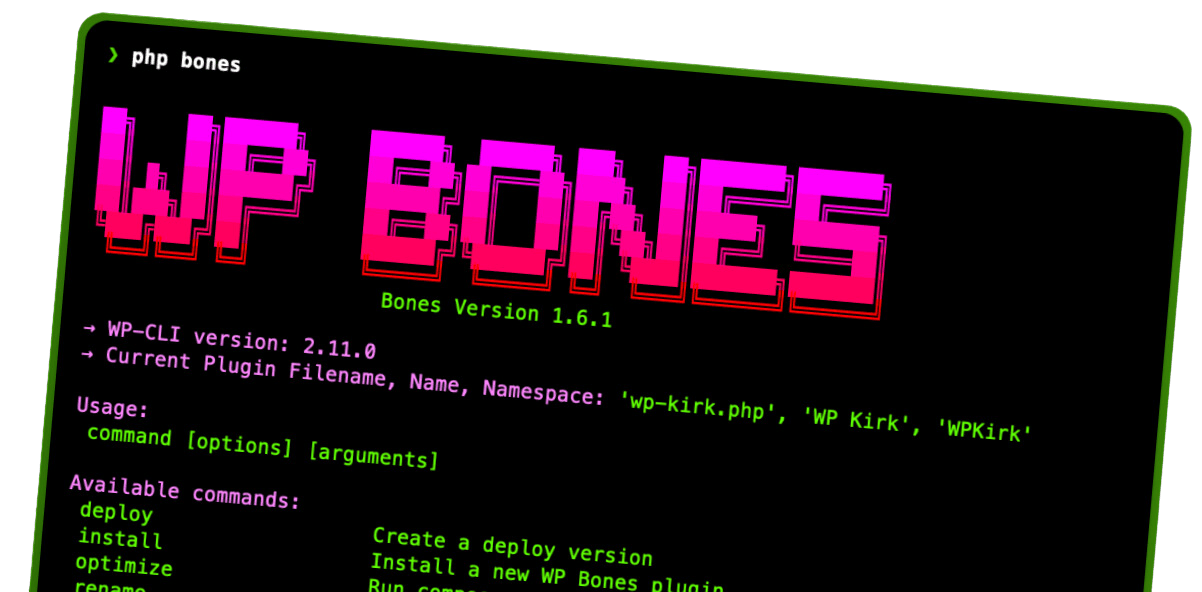 ❯ php bones
WP BONES
Bones Version 1.6.1
→ WP-CLI version: 2.11.0
→ Current Plugin Filename, Name, Namespace: 'wp-kirk.php', 'WP Kirk', 'WPKirk'
Usage:
command [options] [arguments]
Available commands:
deploy Create a deploy version
install Install a new WP Bones plugin
optimize Run
rename